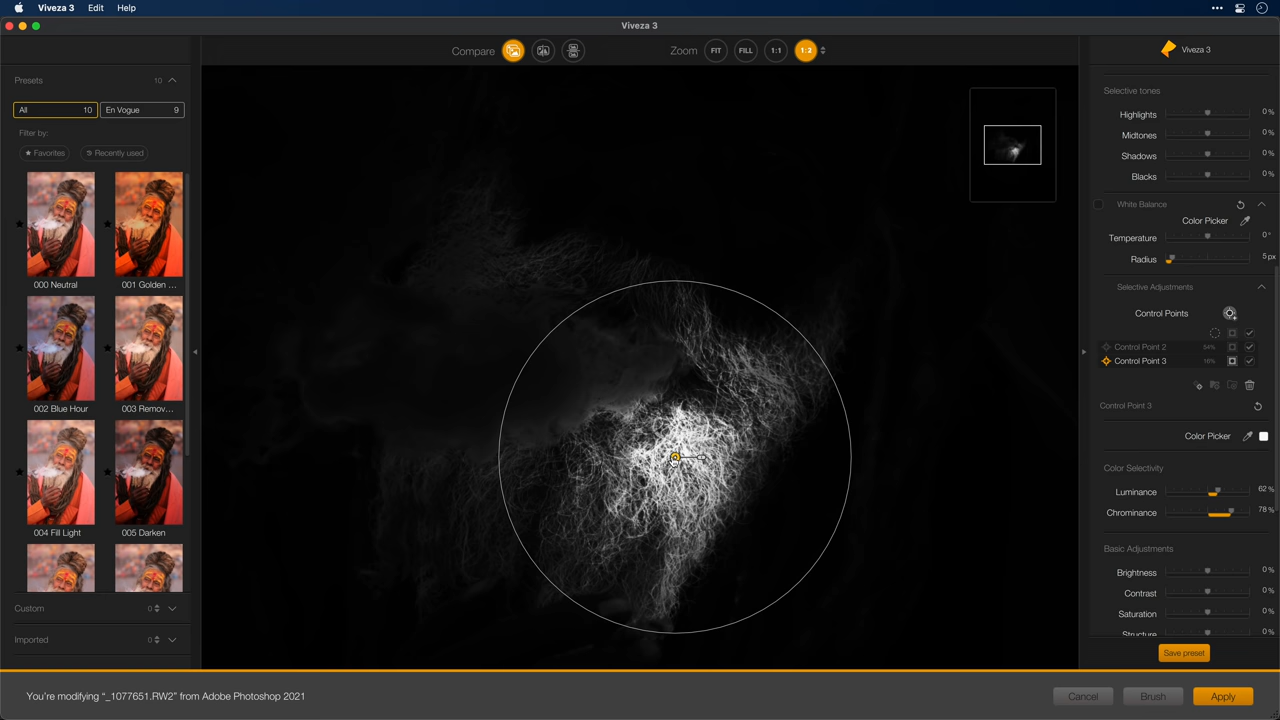 Viveza 3 Edit Help
Viveza 3
Compare
Zoom FIT FILL 1:1 1:2
Viveza 3
Presets 10
All 10 En Vogue 9
Filter by:
Favorites Recently used
000 Neutral 001 Golden ...
002 Blue Hour 003 Remov...
004 Fill Light 005 Darken
Custom 0
Imported 0
Selective tones
Highlights 0 %
Midtones 0 %
Shadows 0 %
Blacks 0 %
White Balance
Color Picker
Temperature 0 °
Radius 5 px
Selective Adjustments
Control Points
Control Point 2 54%
Control Point 3 16%
Control Point 3
Color Picker
Color Selectivity
Luminance 62 %
Chrominance 78 %
Basic Adjustments
Brightness 0 %
Contrast 0 %
Saturation 0 %
Structure 0 %
Save preset
You're modifying “_1077651.RW2” from Adobe Photoshop 2021
Cancel Brush Apply